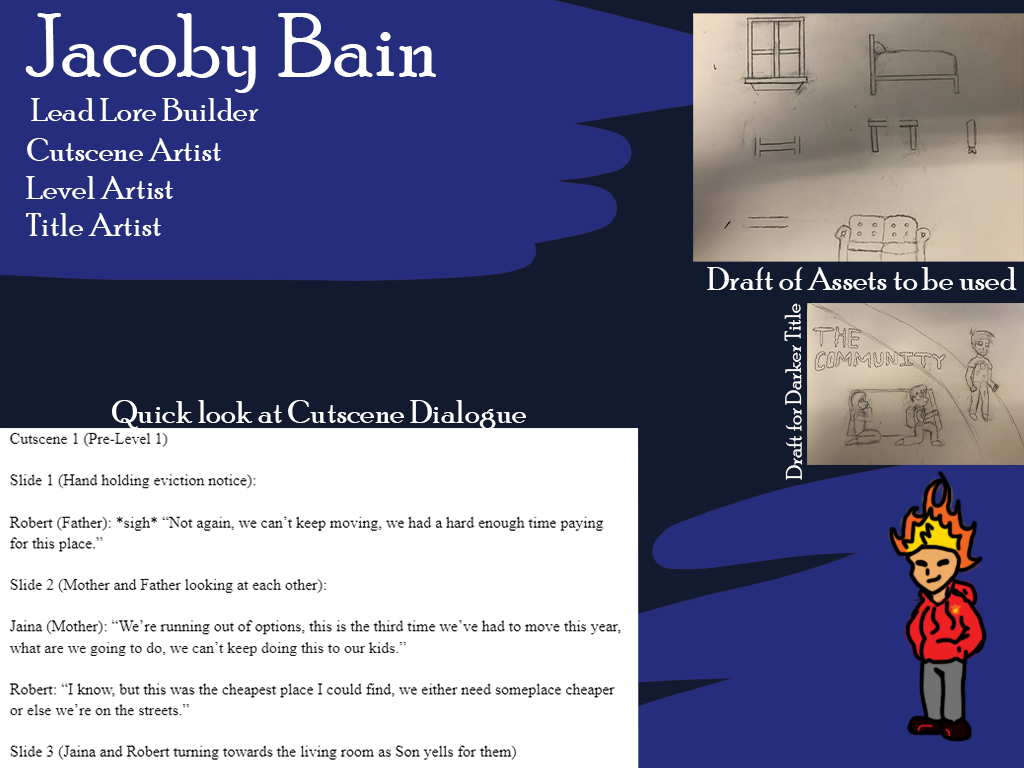 Jacoby Bain
Lead Lore Builder
Cutscene Artist
Level Artist
Title Artist
Draft of Assets to be used
Draft for Darker Title
THE
COMMUNITY
Quick look at Cutscene Dialogue
Cutscene 1 (Pre-Level 1)
Slide 1 (Hand holding eviction notice):
Robert (Father): *sigh* “Not again, we can’t keep moving, we had a hard enough time paying
for this place.”
Slide 2 (Mother and Father looking at each other):
Jaina (Mother): “We’re running out of options, this is the third time we’ve had to move this year,
what are we going to do, we can’t keep doing this to our kids.”
Robert: “I know, but this was the cheapest place I could find, we either need someplace cheaper
or else we’re on the streets.”
Slide 3 (Jaina and Robert turning towards the living room as Son yells for them)